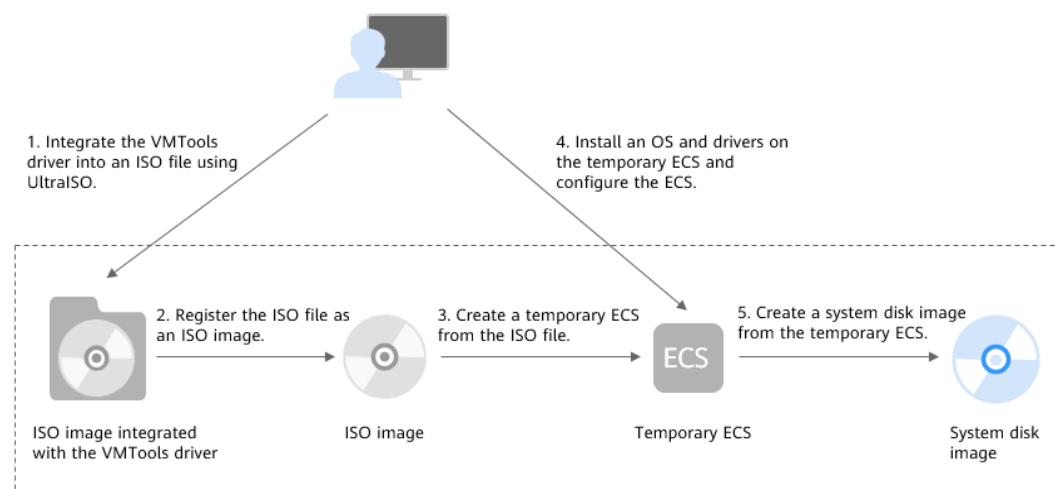 1. Integrate the VMTools
driver into an ISO file using
UltraISO.
4. Install an OS and drivers on
the temporary ECS and
configure the ECS.
2. Register the ISO file as
an ISO image.
3. Create a temporary ECS
from the ISO file.
5. Create a system disk image
from the temporary ECS.
ECS
ISO image integrated
with the VMTools driver
ISO image
Temporary ECS
System disk
image